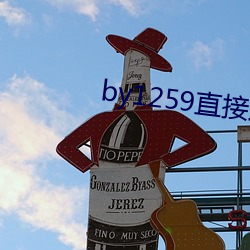 by1259直接
TIO PEPE
GONZALEZ BYASS
JEREZ
FINO MUY SECO